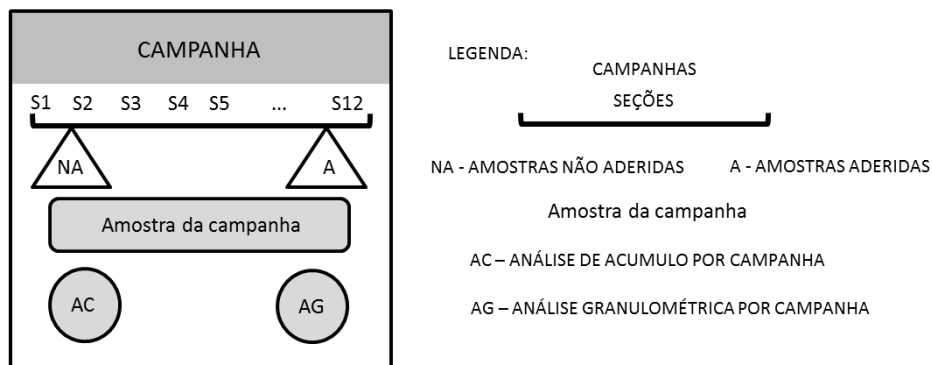 CAMPANHA
S1 S2 S3 S4 S5 ... S12
NA A
Amostra da campanha
AC AG
LEGENDA:
CAMPANHAS
SEÇÕES
NA - AMOSTRAS NÃO ADERIDAS A - AMOSTRAS ADERIDAS
Amostra da campanha
AC – ANÁLISE DE ACUMULO POR CAMPANHA
AG – ANÁLISE GRANULOMÉTRICA POR CAMPANHA